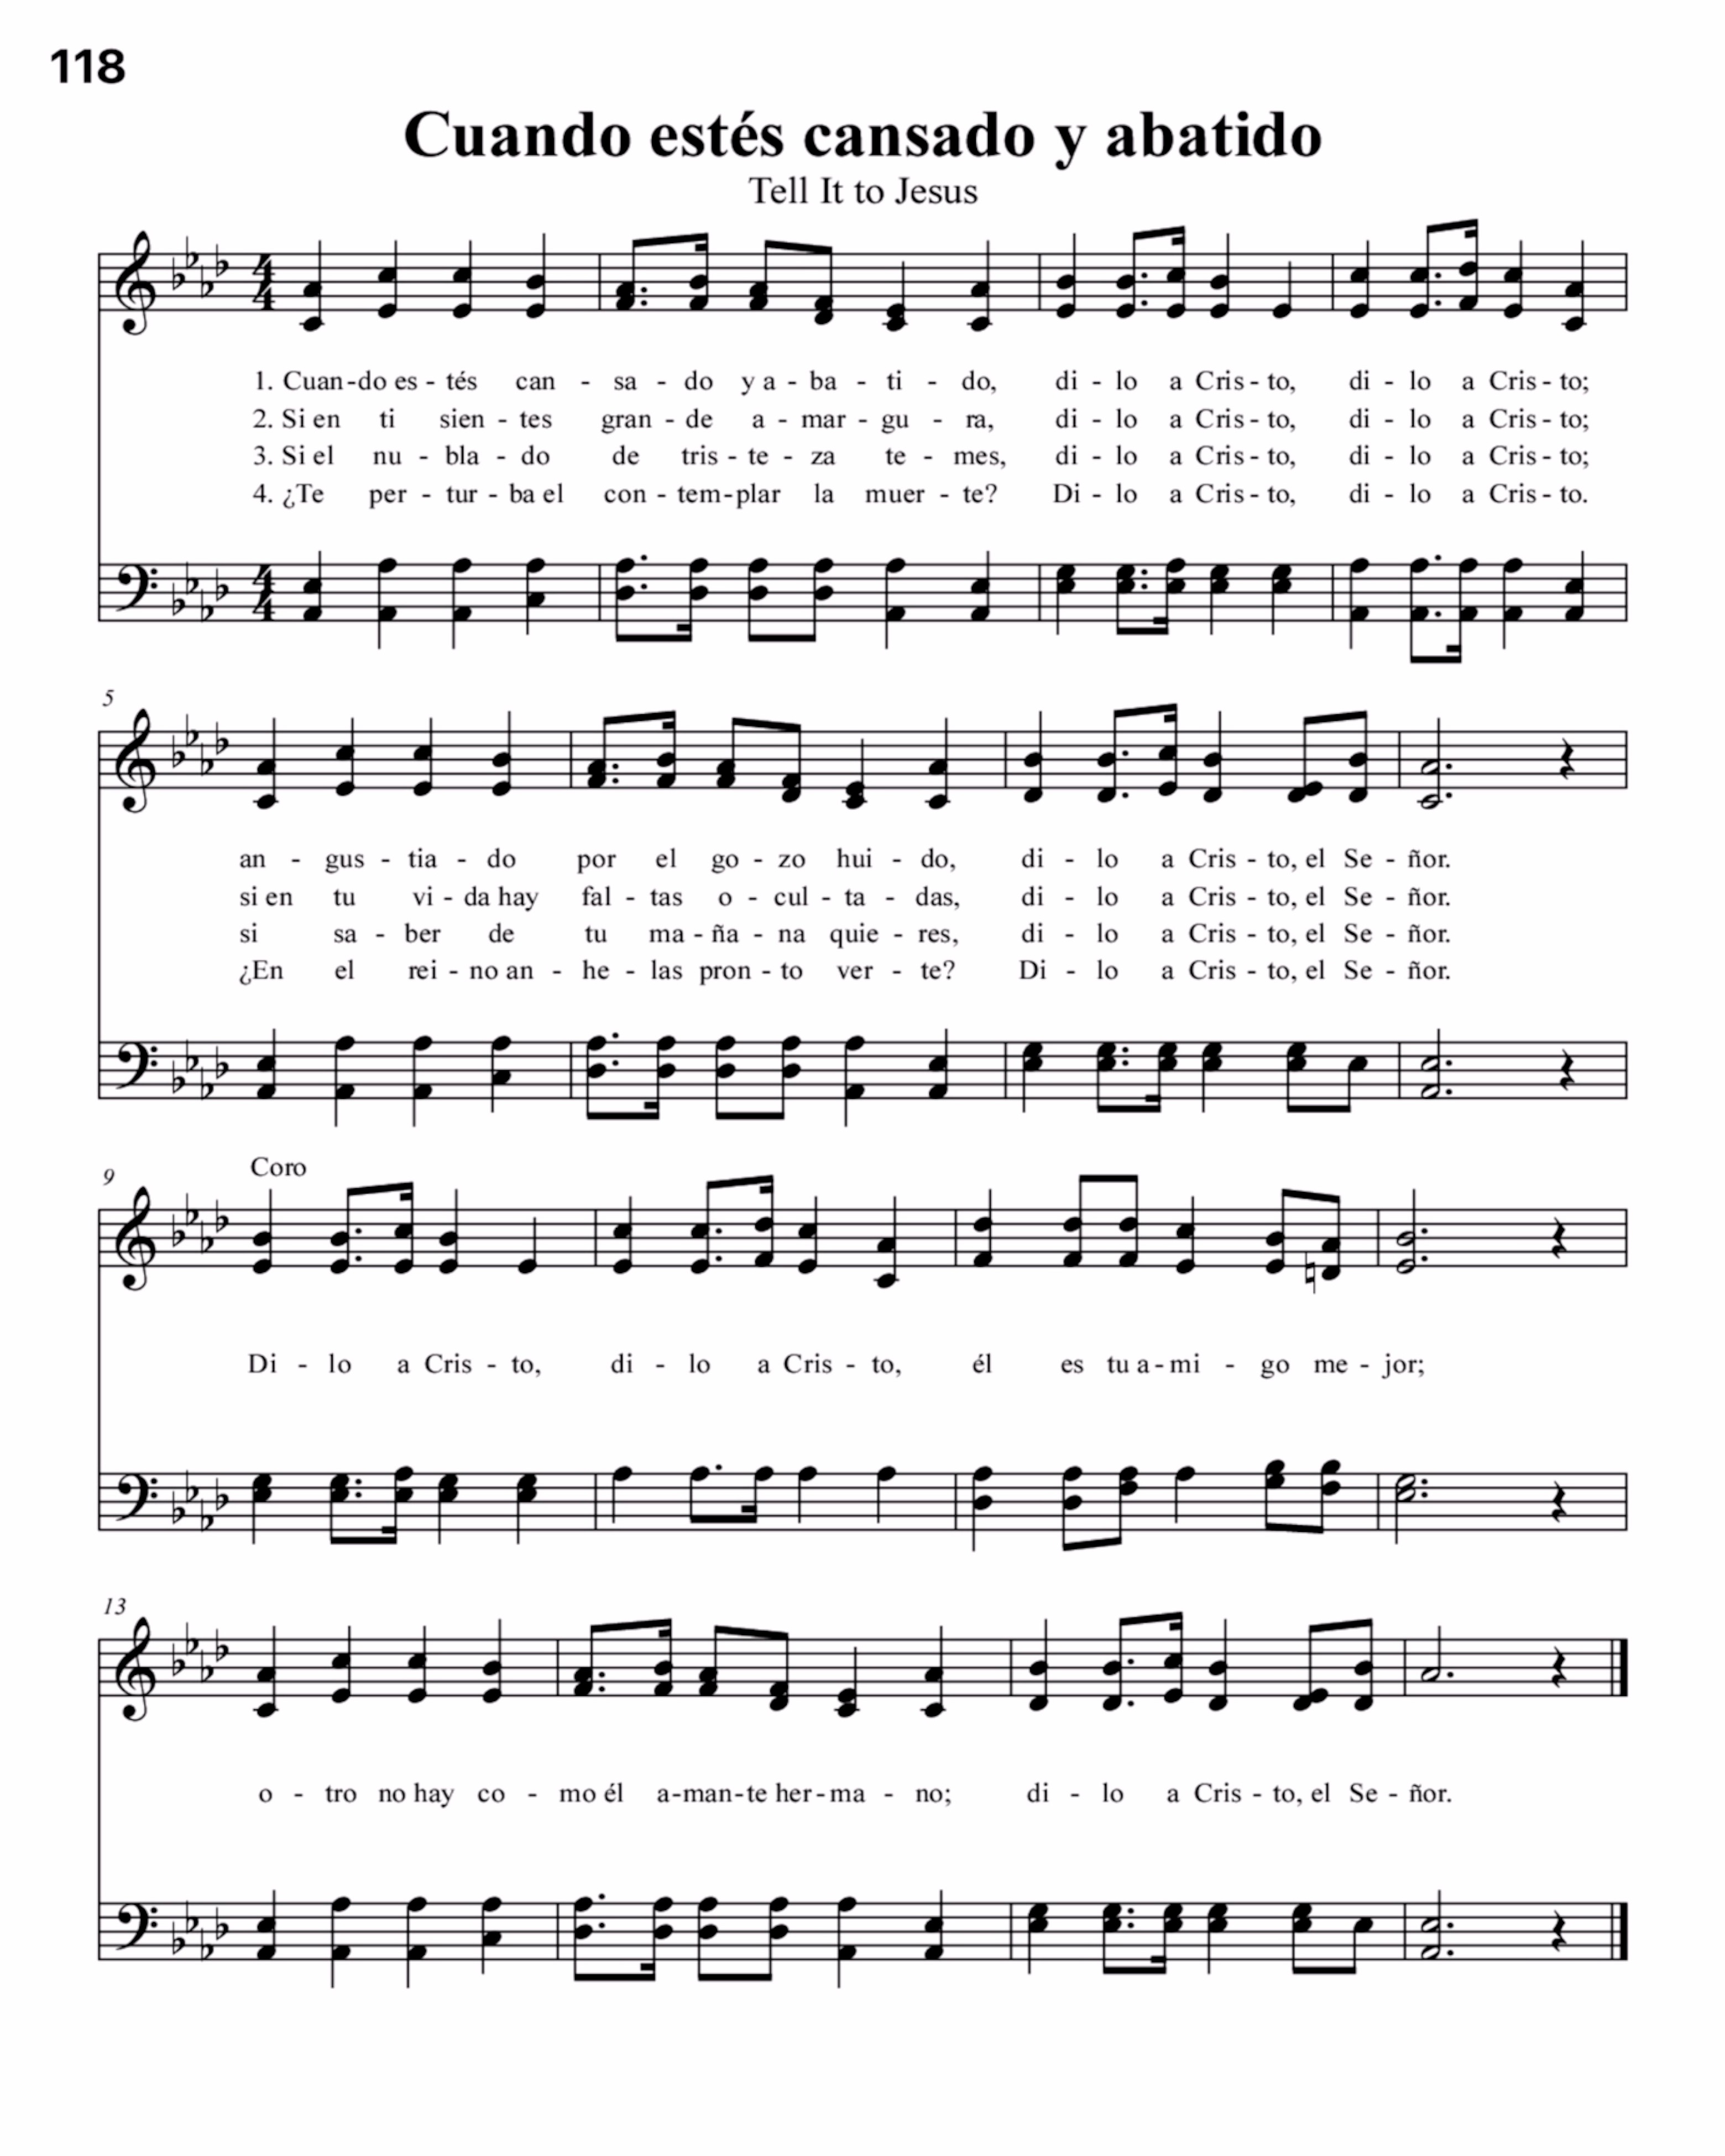 118
Cuando estés cansado y abatido
Tell It to Jesus
1. Cuan-do es - tés can - sa - do y a - ba - ti - do, di - lo a Cris - to, di - lo a Cris - to;
2. Si en ti sien - tes gran - de a - mar - gu - ra, di - lo a Cris - to, di - lo a Cris - to;
3. Si el nu - bla - do de tris - te - za te - mes, di - lo a Cris - to, di - lo a Cris - to;
4. ¿Te per - tur - ba el con - tem - plar la muer - te? Di - lo a Cris - to, di - lo a Cris - to.
5
an - gus - tia - do por el go - zo hui - do, di - lo a Cris - to, el Se - ñor.
si en tu vi - da hay fal - tas o - cul - ta - das, di - lo a Cris - to, el Se - ñor.
si sa - ber de tu ma - ña - na quie - res, di - lo a Cris - to, el Se - ñor.
¿En el rei - no an - he - las pron - to ver - te? Di - lo a Cris - to, el Se - ñor.
9
Coro
Di - lo a Cris - to, di - lo a Cris - to, él es tu a - mi - go me - jor;
13
o - tro no hay co - mo él a-man-te her-ma - no; di - lo a Cris - to, el Se - ñor.